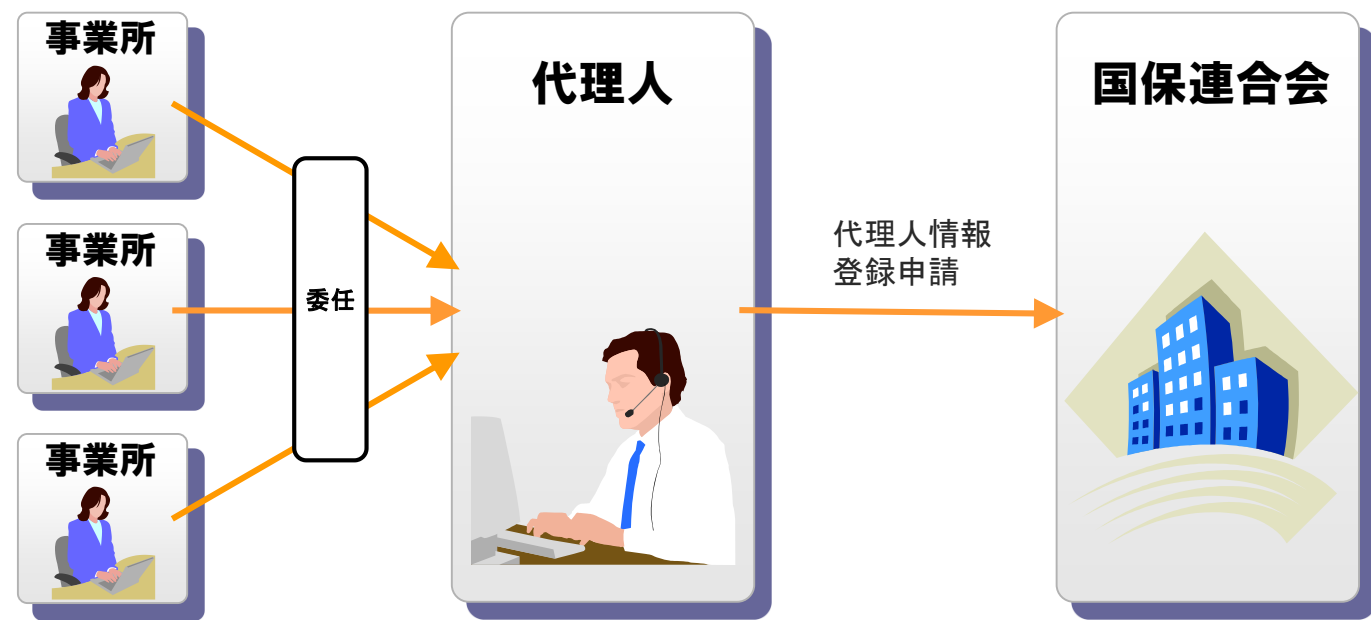 事業所
事業所
事業所
委任
代理人
代理人情報
登録申請
国保連合会